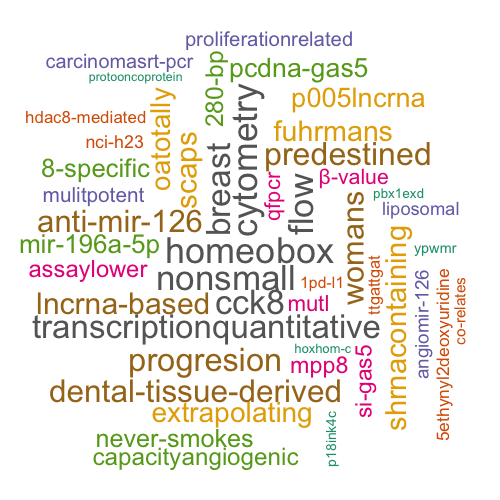 proliferationrelated
carcinomasrt-pcr
protooncoprotein
280-bp
pcdna-gas5
hdac8-mediated
oatotally
p005lncrna
nci-h23
scaps
breast
cytometry
fuhrmans
8-specific
qfpcr
flow
predestined
mulitpotent
β-value
pbx1exd
anti-mir-126
womans
liposomal
mir-196a-5p
homeobox
ypwmr
assaylower
nonsmall
1pd-l1
ttgattgat
shrnacontaining
angiomir-126
5ethynyl2deoxyuridine
co-relates
lncrna-based
cck8
mutl
transcriptionquantitative
hoxhom-c
progresion
mpp8
si-gas5
dental-tissue-derived
extrapolating
p18ink4c
never-smokes
capacityangiogenic